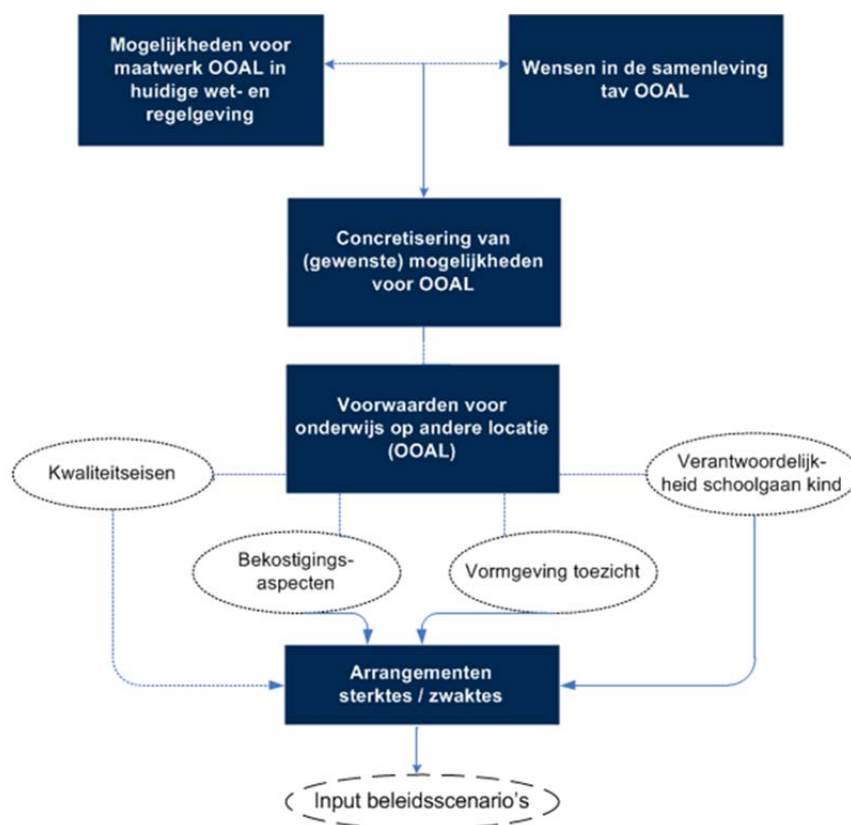 Mogelijkheden voor
maatwerk OOAL in
huidige wet- en
regelgeving
Wensen in de samenleving
tav OOAL
Concretisering van
(gewenste) mogelijkheden
voor OOAL
Voorwaarden voor
onderwijs op andere locatie
(OOAL)
Kwaliteitseisen
Verantwoordelijk-
heid schoolgaan kind
Bekostigings-
aspecten
Vormgeving toezicht
Arrangementen
sterktes / zwaktes
Input beleidsscenario's